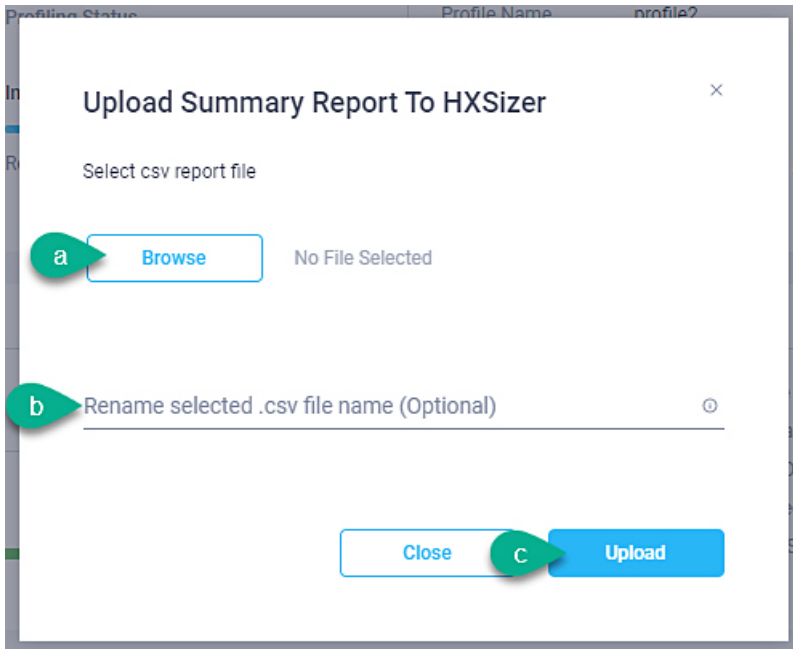 Profiling Status
Profile Name profile2
Upload Summary Report To HXSizer
Select csv report file
a
Browse
No File Selected
b
Rename selected .csv file name (Optional)
Close
c
Upload